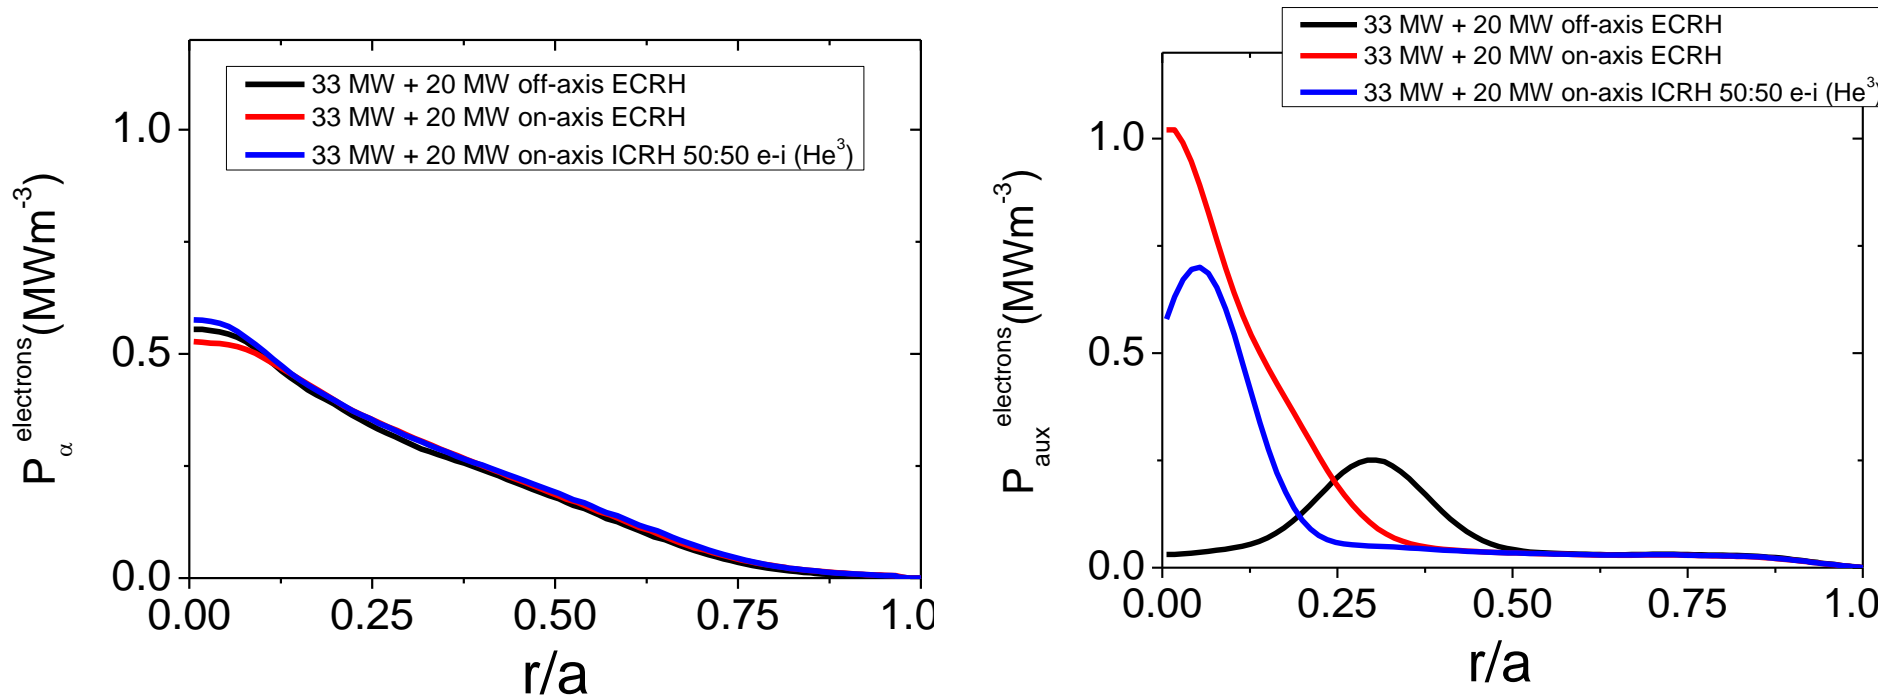 33 MW + 20 MW off-axis ECRH
33 MW + 20 MW on-axis ECRH
33 MW + 20 MW on-axis ICRH 50:50 e-i (He³)
1.0
0.5
0.0
0.00
0.25
0.50
0.75
1.0
r/a
P_α^electrons (MWm⁻³)
33 MW + 20 MW off-axis ECRH
33 MW + 20 MW on-axis ECRH
33 MW + 20 MW on-axis ICRH 50:50 e-i (He³)
1.0
0.5
0.0
0.00
0.25
0.50
0.75
1.0
r/a
P_aux^electrons (MWm⁻³)